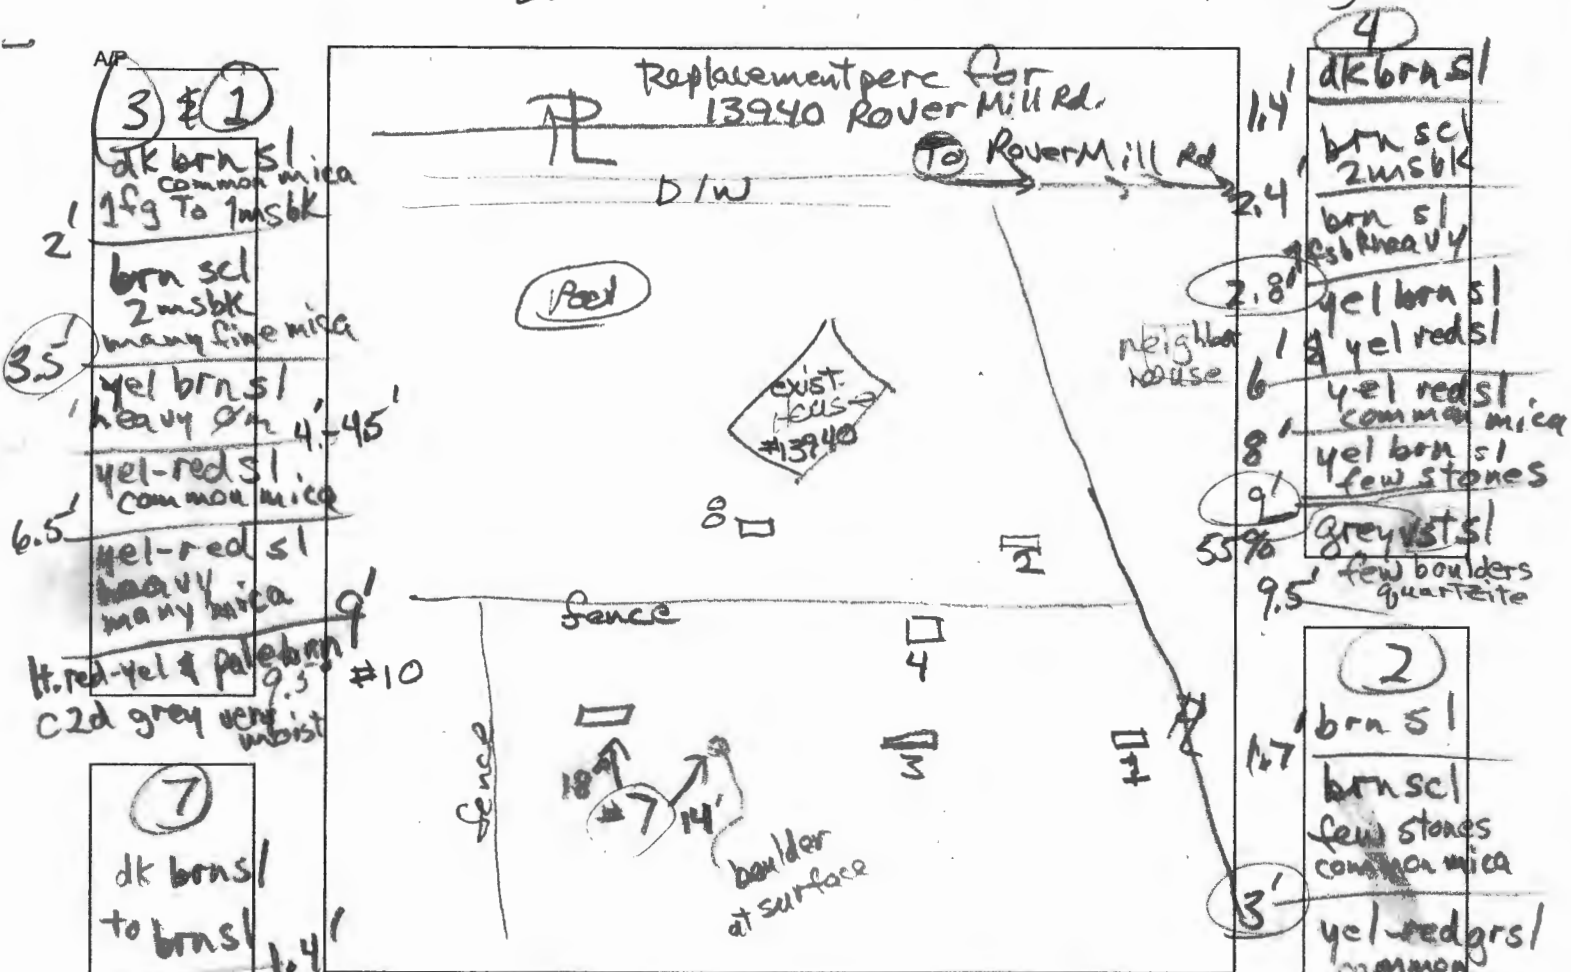 A/P
3 & 1
dk brn sl
common mica
1fg To 1msbk
2'
brn scl
2msbk
many fine mica
3.5'
yel brn sl
heavy Øm
4'-4.5'
yel-red sl
common mica
6.5'
yel-red sl
heavy
many mica
9'
lt. red-yel & pale brn
9.5'
#10
c2d grey very
moist
7
dk brn sl
to brn sl
1.4'
Replacement perc for
13940 Rover Mill Rd.
PL
To Rover Mill Rd
D/W
Pool
exist.
#13940
neighbor
house
8
2
fence
4
fence
18'
#7
14'
3
1
boulder
at surface
4
dk brn sl
1.4'
brn scl
2msbk
2.4'
brn sl
1fsbk heavy
2.8'
yel brn sl
& yel red sl
6'
yel red sl
common mica
8'
yel brn sl
few stones
9'
55%
grey vst sl
few boulders
quartzite
9.5'
2
brn sl
1.7'
brn scl
few stones
common mica
3'
yel-red grsl
common